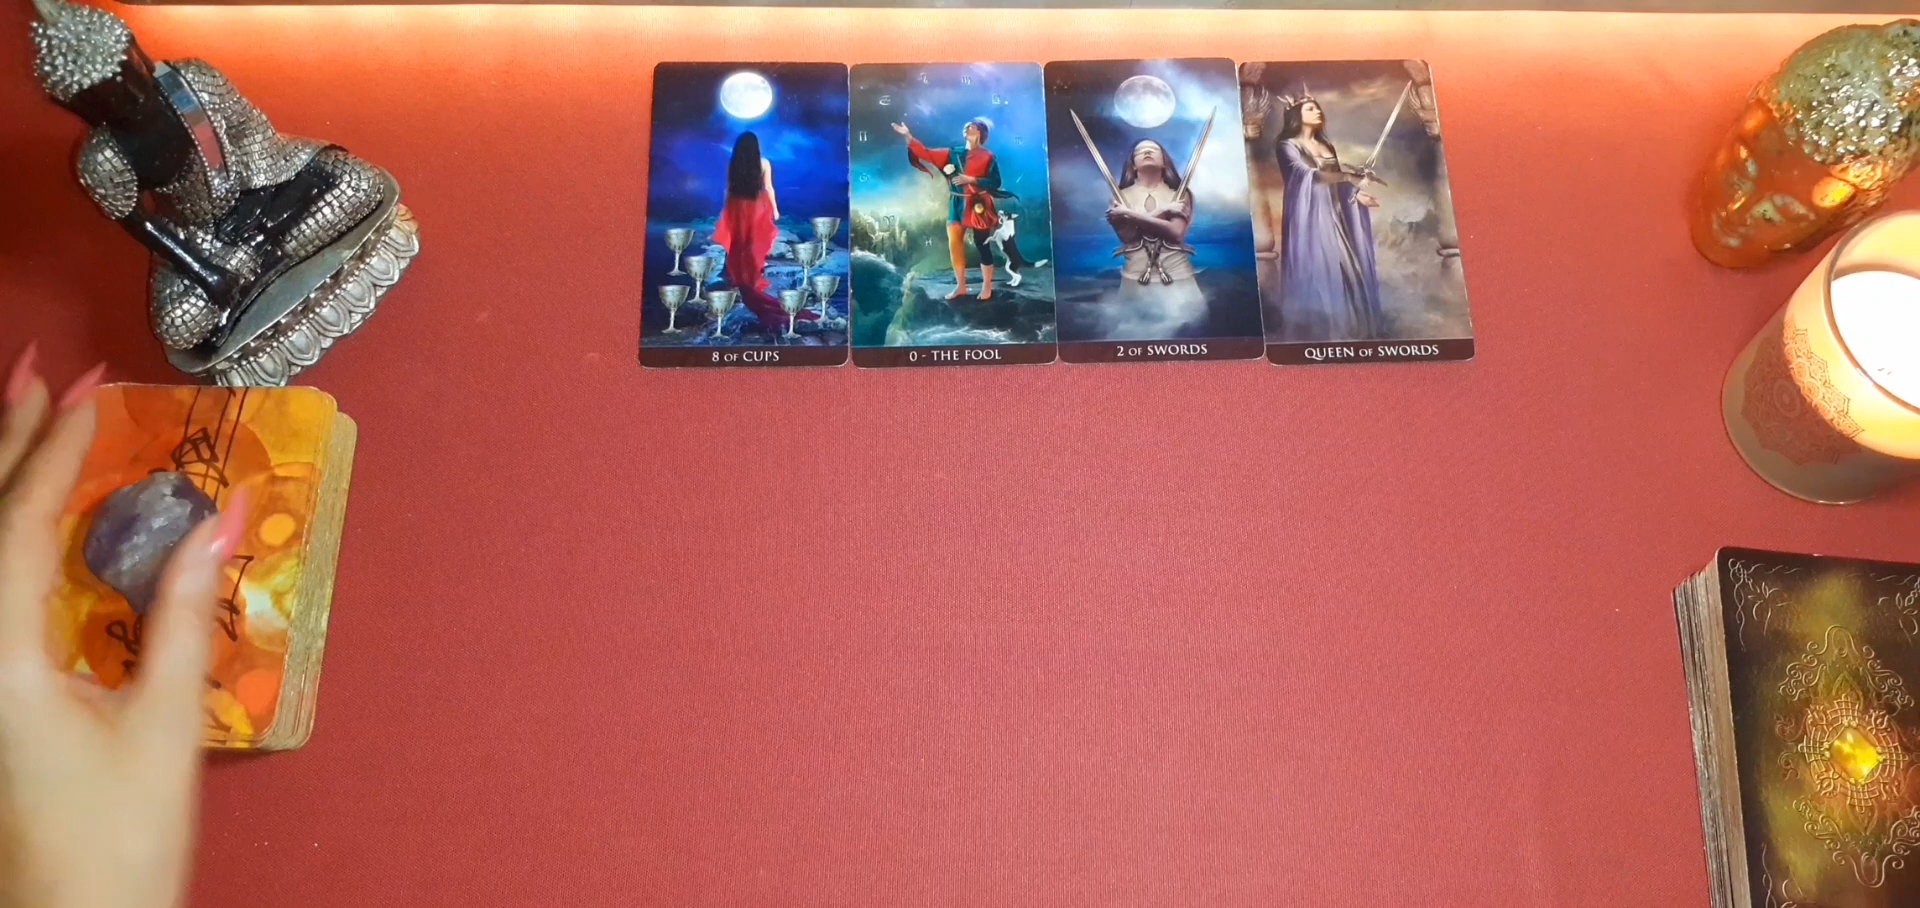 8 OF CUPS
0 - THE FOOL
2 OF SWORDS
QUEEN OF SWORDS